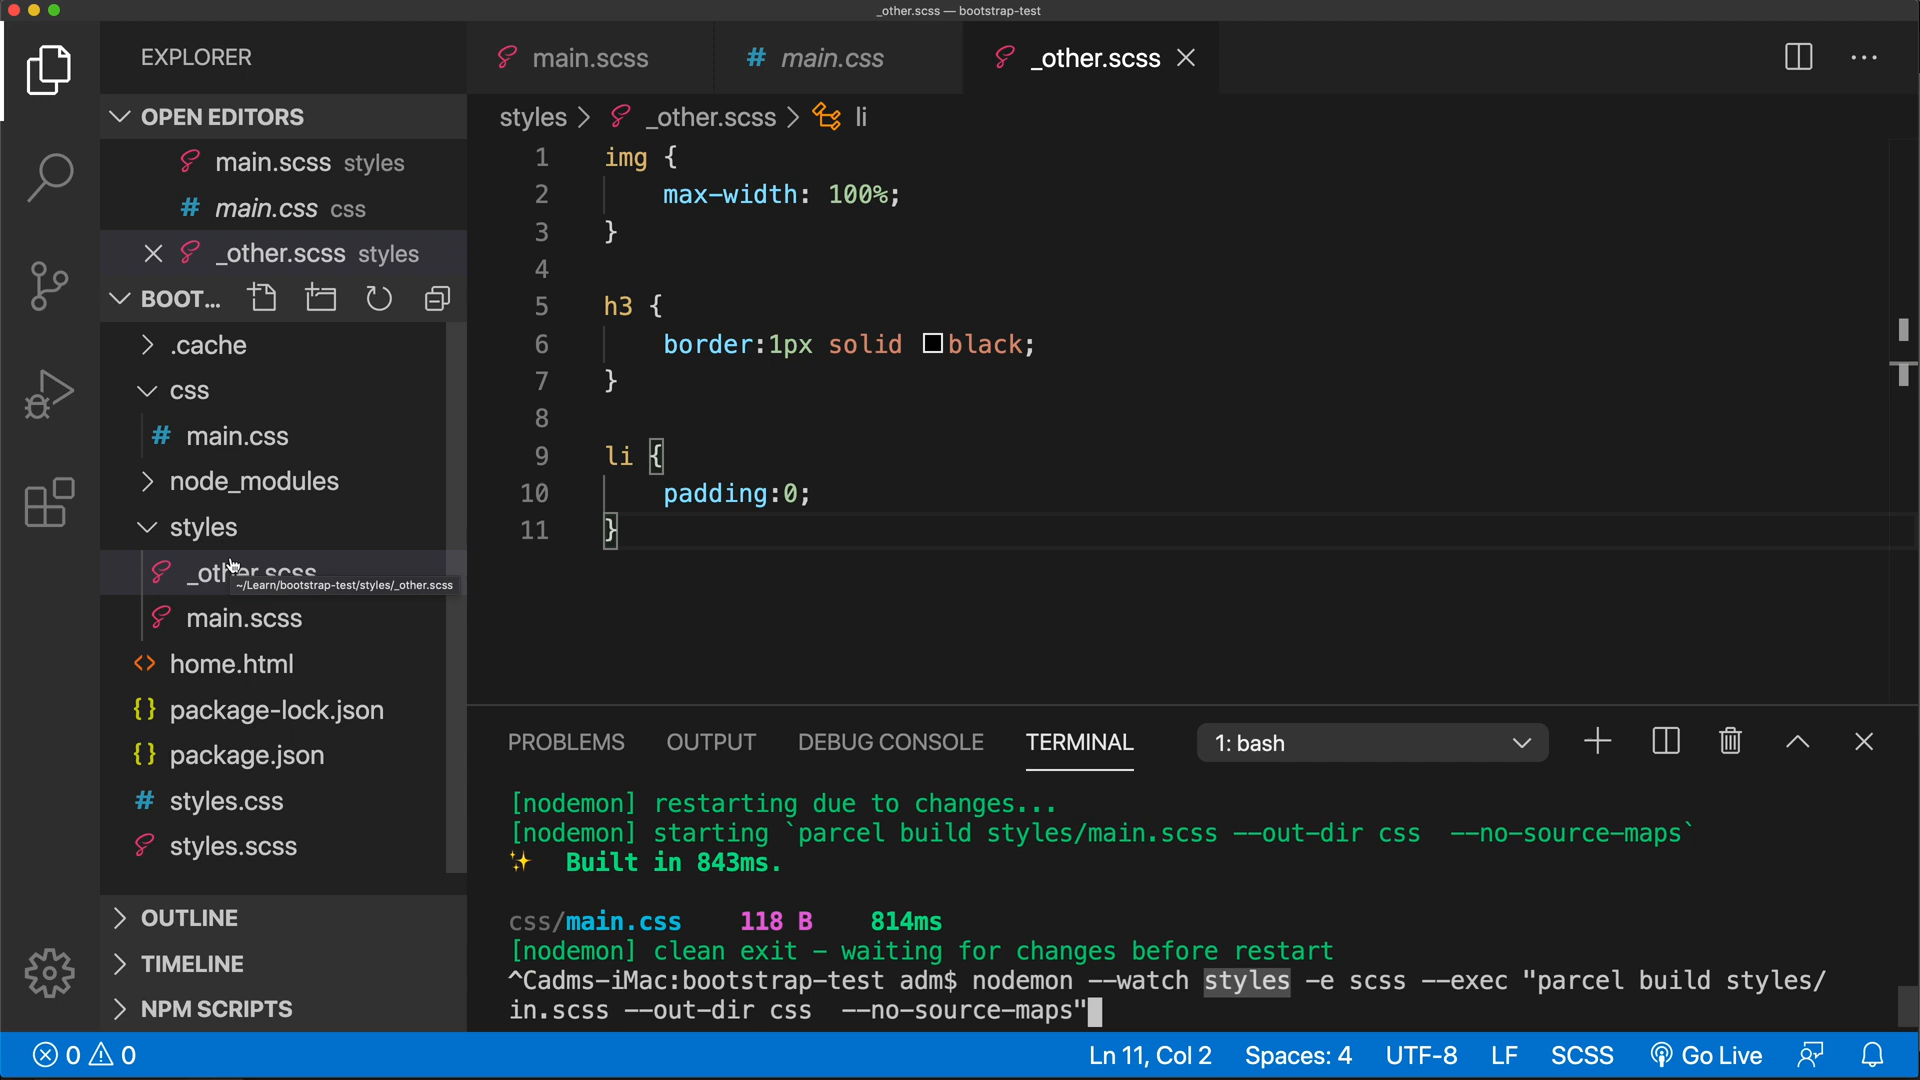 _other.scss — bootstrap-test
EXPLORER
OPEN EDITORS
main.scss styles
main.css css
_other.scss styles
BOOT...
.cache
css
main.css
node_modules
styles
_other.scss
~/Learn/bootstrap-test/styles/_other.scss
main.scss
home.html
package-lock.json
package.json
styles.css
styles.scss
OUTLINE
TIMELINE
NPM SCRIPTS
main.scss main.css _other.scss
styles > _other.scss > li
1 img {
2 max-width: 100%;
3 }
4
5 h3 {
6 border:1px solid black;
7 }
8
9 li {
10 padding:0;
11 }
PROBLEMS OUTPUT DEBUG CONSOLE TERMINAL 1: bash
[nodemon] restarting due to changes...
[nodemon] starting `parcel build styles/main.scss --out-dir css  --no-source-maps`
✨ Built in 843ms.
css/main.css 118 B 814ms
[nodemon] clean exit - waiting for changes before restart
^Cadms-iMac:bootstrap-test adm$ nodemon --watch styles -e scss --exec "parcel build styles/
in.scss --out-dir css  --no-source-maps"
0 0 Ln 11, Col 2 Spaces: 4 UTF-8 LF SCSS Go Live